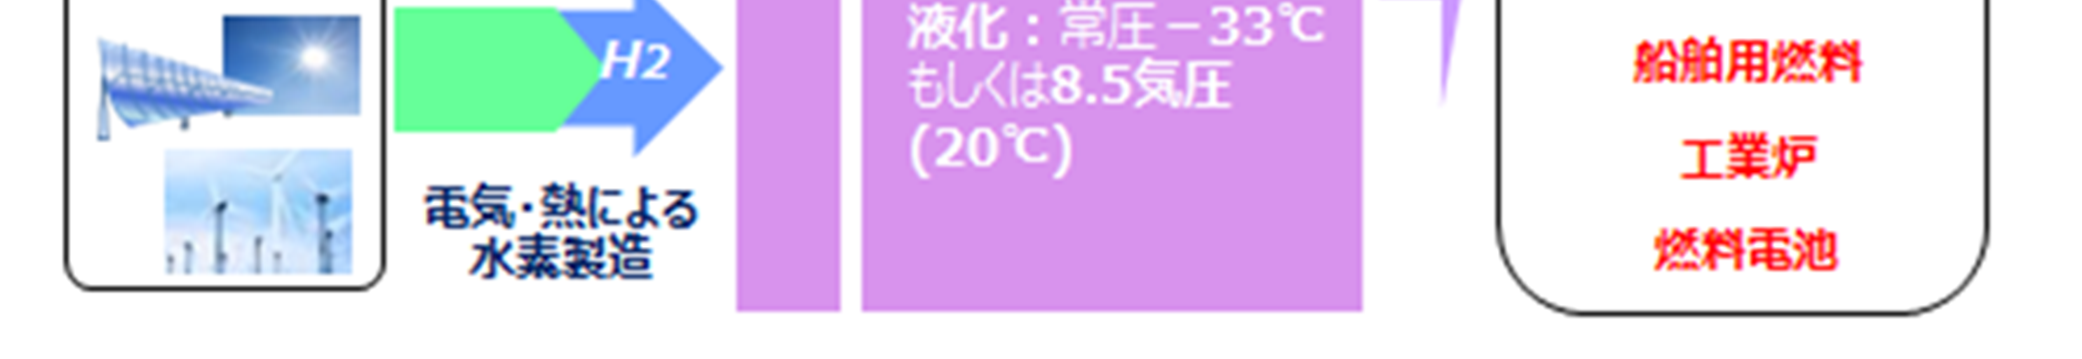 H2
電気・熱による
水素製造
液化：常圧－33℃
もしくは8.5気圧
(20℃)
船舶用燃料
工業炉
燃料電池